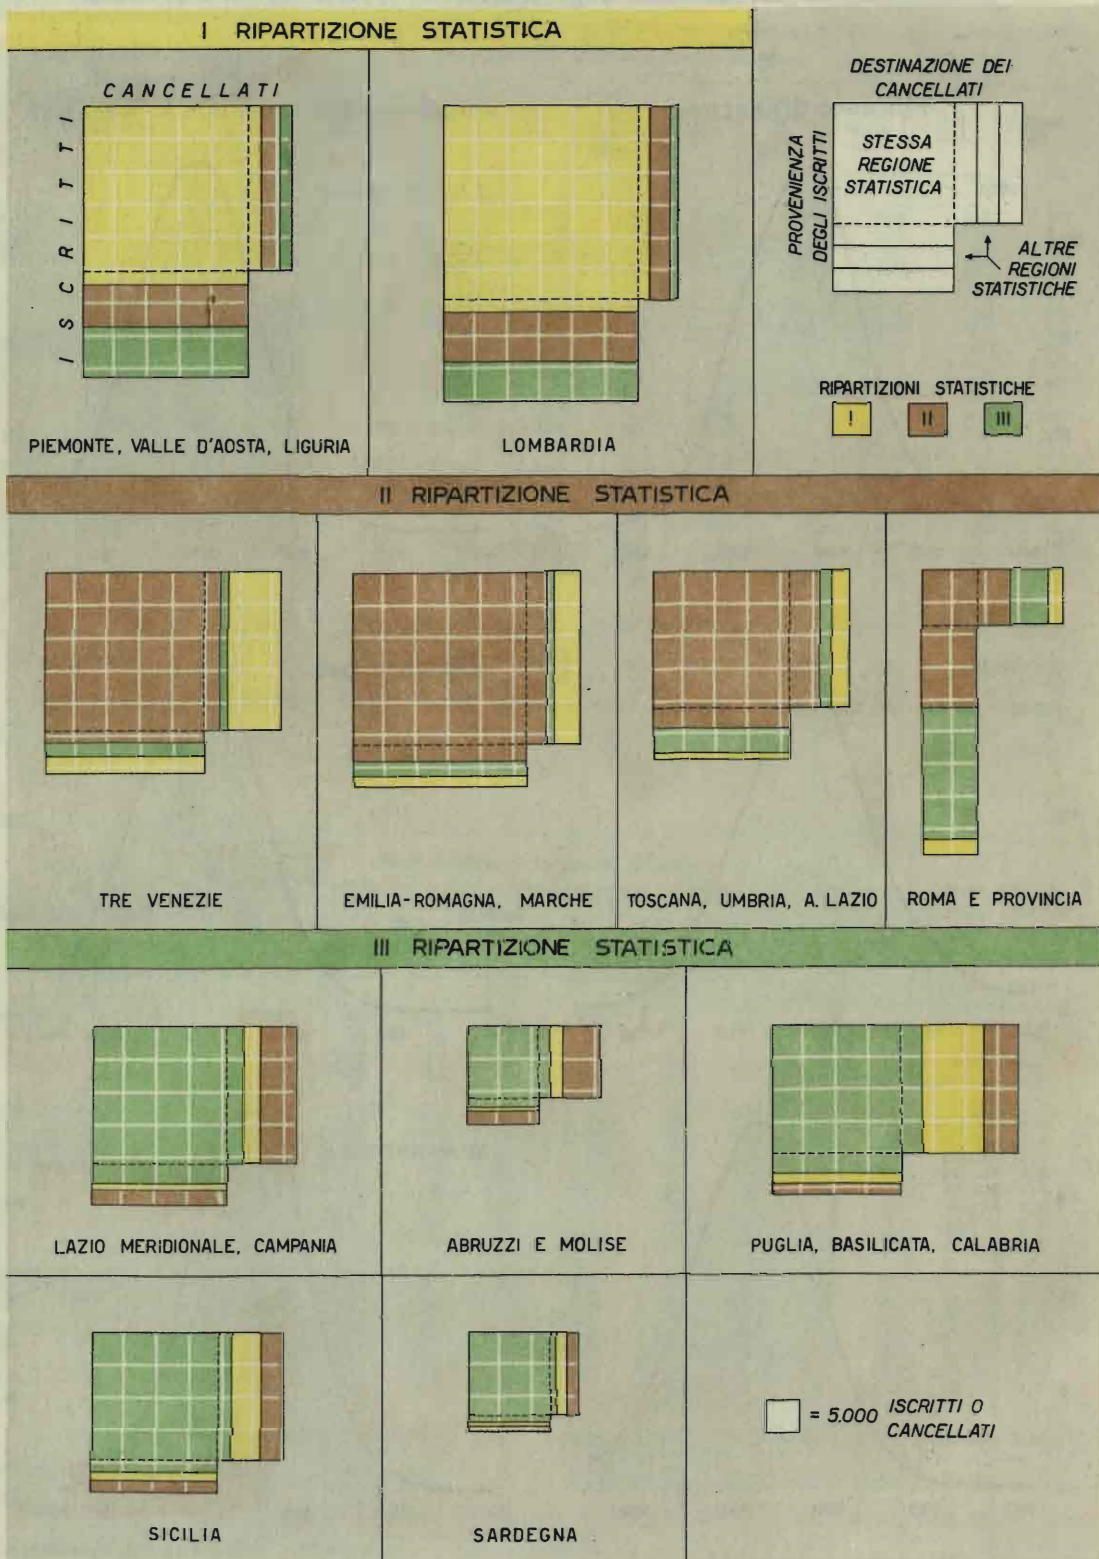 I RIPARTIZIONE STATISTICA
CANCELLATI
ISCRITTI
PIEMONTE, VALLE D'AOSTA, LIGURIA
LOMBARDIA
DESTINAZIONE DEI
CANCELLATI
PROVENIENZA
DEGLI ISCRITTI
STESSA
REGIONE
STATISTICA
ALTRE
REGIONI
STATISTICHE
RIPARTIZIONI STATISTICHE
I II III
II RIPARTIZIONE STATISTICA
TRE VENEZIE
EMILIA-ROMAGNA, MARCHE
TOSCANA, UMBRIA, A. LAZIO
ROMA E PROVINCIA
III RIPARTIZIONE STATISTICA
LAZIO MERIDIONALE, CAMPANIA
ABRUZZI E MOLISE
PUGLIA, BASILICATA, CALABRIA
SICILIA
SARDEGNA
= 5.000 ISCRITTI O
CANCELLATI